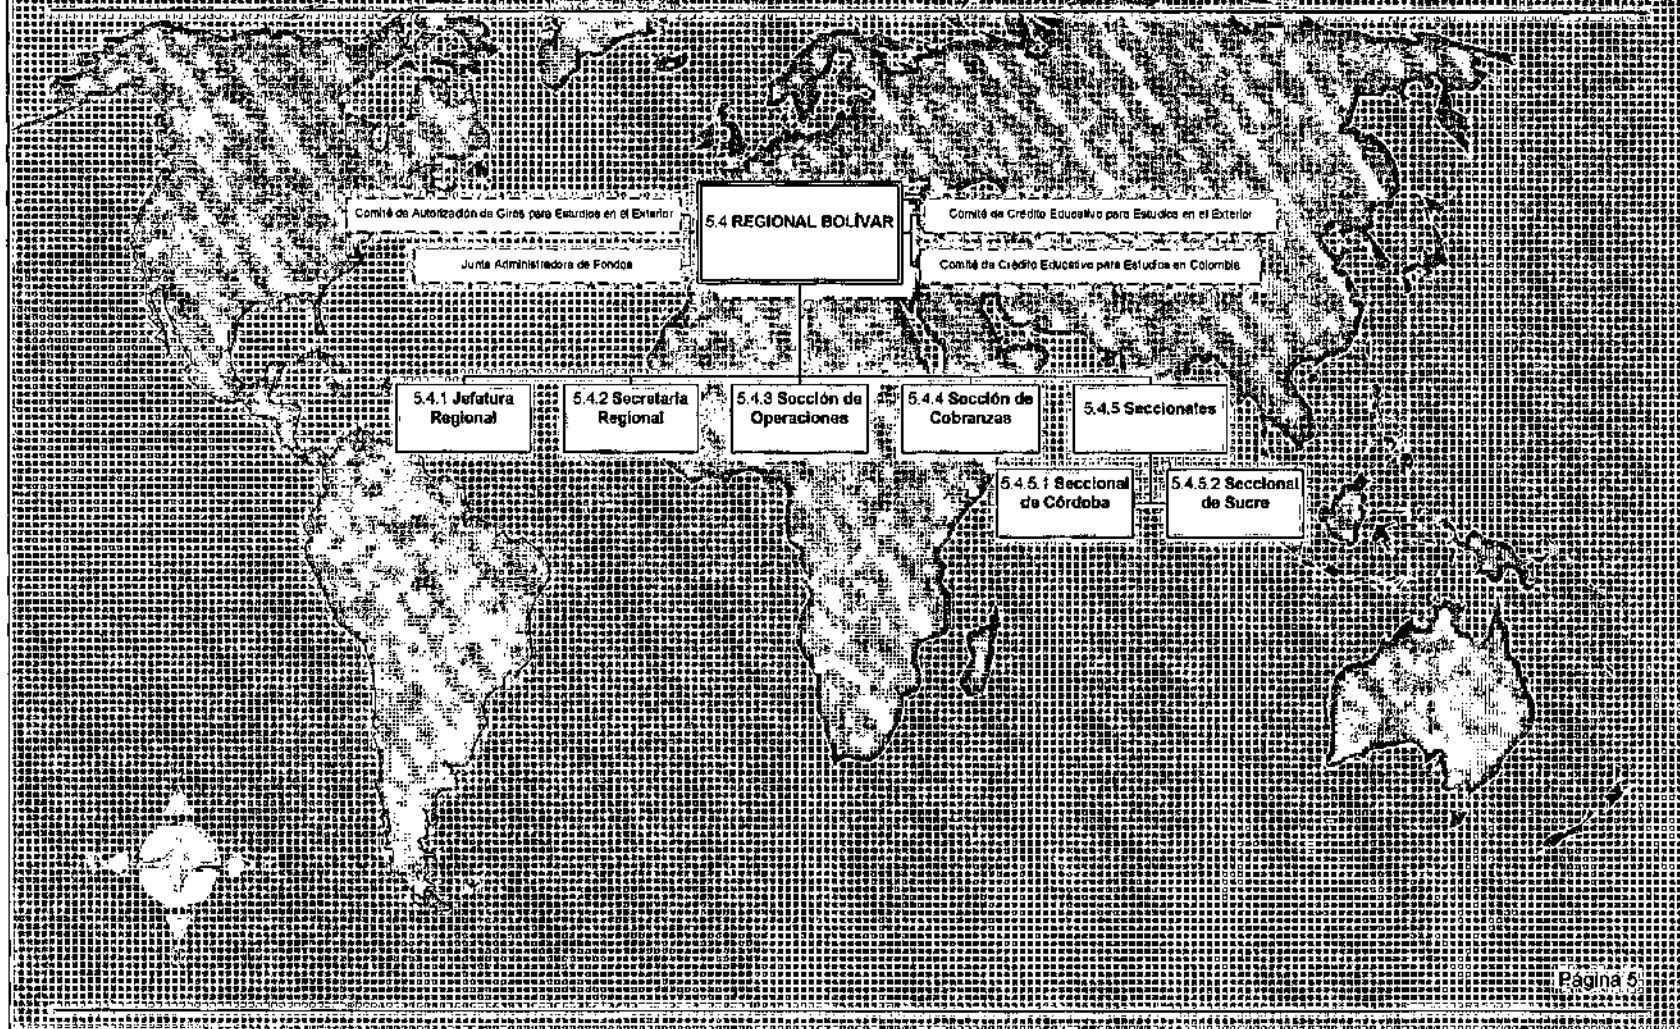 Comité de Autorización de Giros para Estudios en el Exterior
5.4 REGIONAL BOLÍVAR
Comité de Crédito Educativo para Estudios en el Exterior
Junta Administradora de Fondos
Comité de Crédito Educativo para Estudios en Colombia
5.4.1 Jefatura
Regional
5.4.2 Secretaría
Regional
5.4.3 Sección de
Operaciones
5.4.4 Sección de
Cobranzas
5.4.5 Seccionales
5.4.5.1 Seccional
de Córdoba
5.4.5.2 Seccional
de Sucre
Página 5